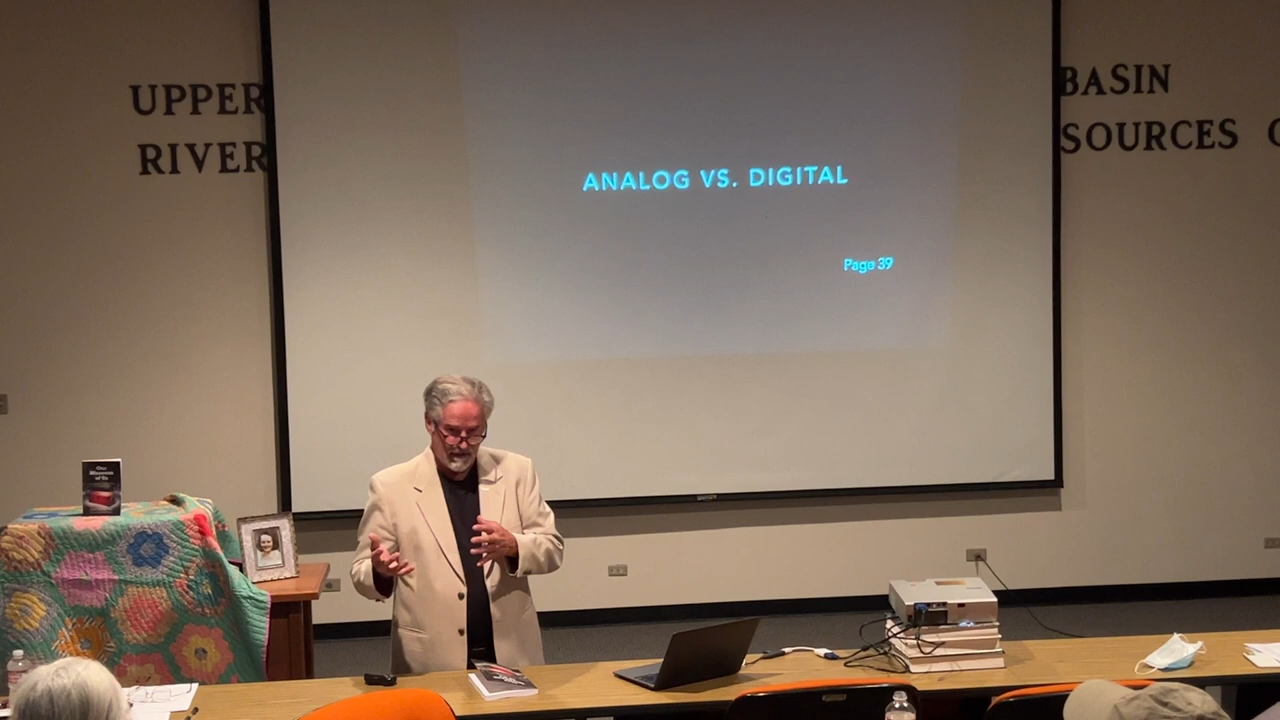 UPPER BASIN
RIVER SOURCES
ANALOG VS. DIGITAL
Page 39